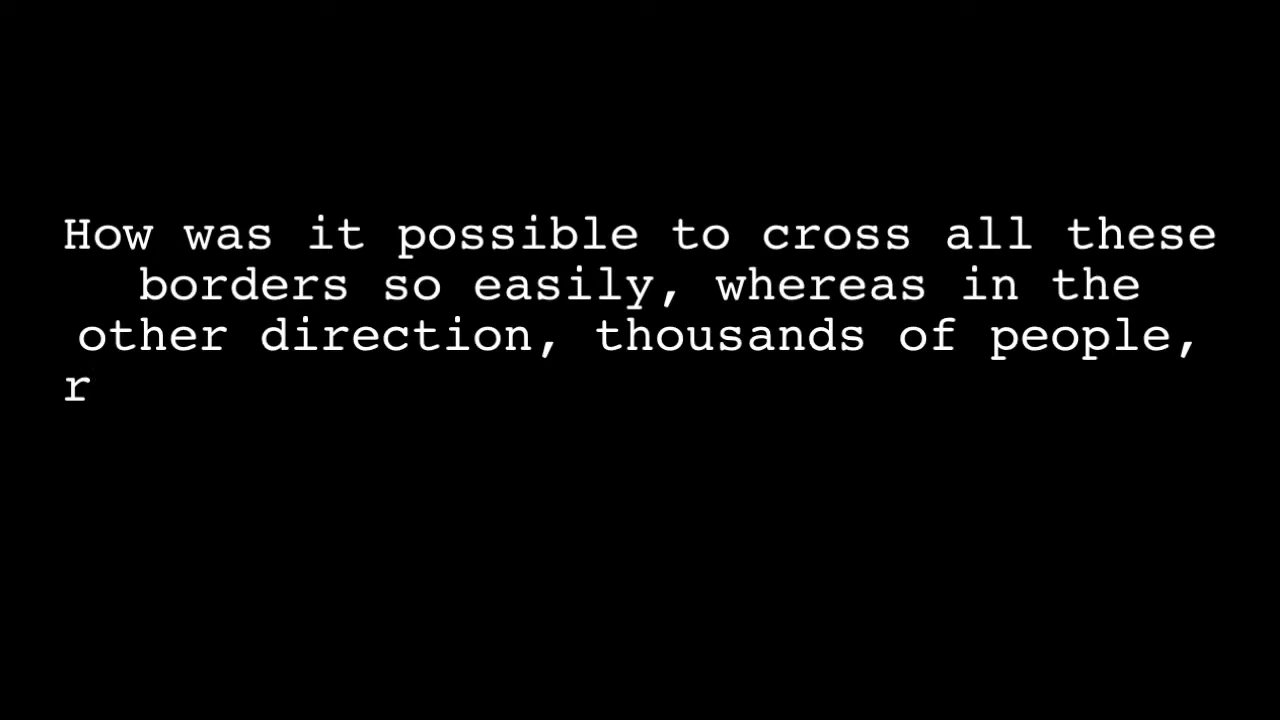 How was it possible to cross all these
borders so easily, whereas in the
other direction, thousands of people,
r